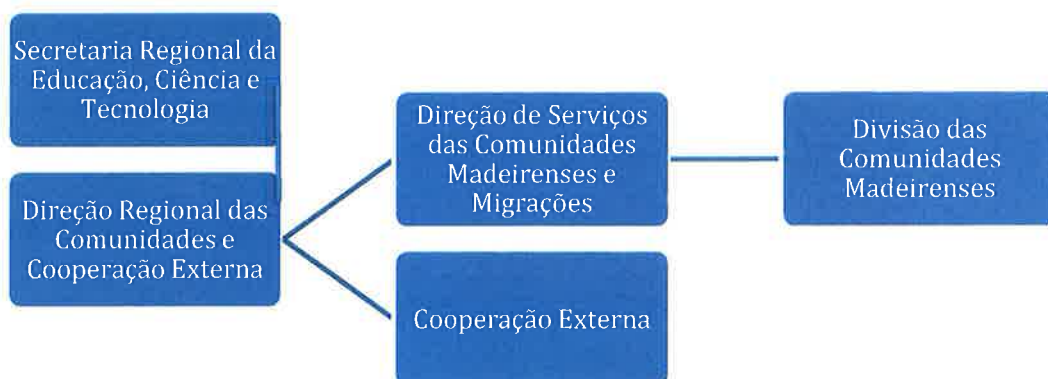 Secretaria Regional da
Educação, Ciência e
Tecnologia
Direção Regional das
Comunidades e
Cooperação Externa
Direção de Serviços
das Comunidades
Madeirenses e
Migrações
Cooperação Externa
Divisão das
Comunidades
Madeirenses